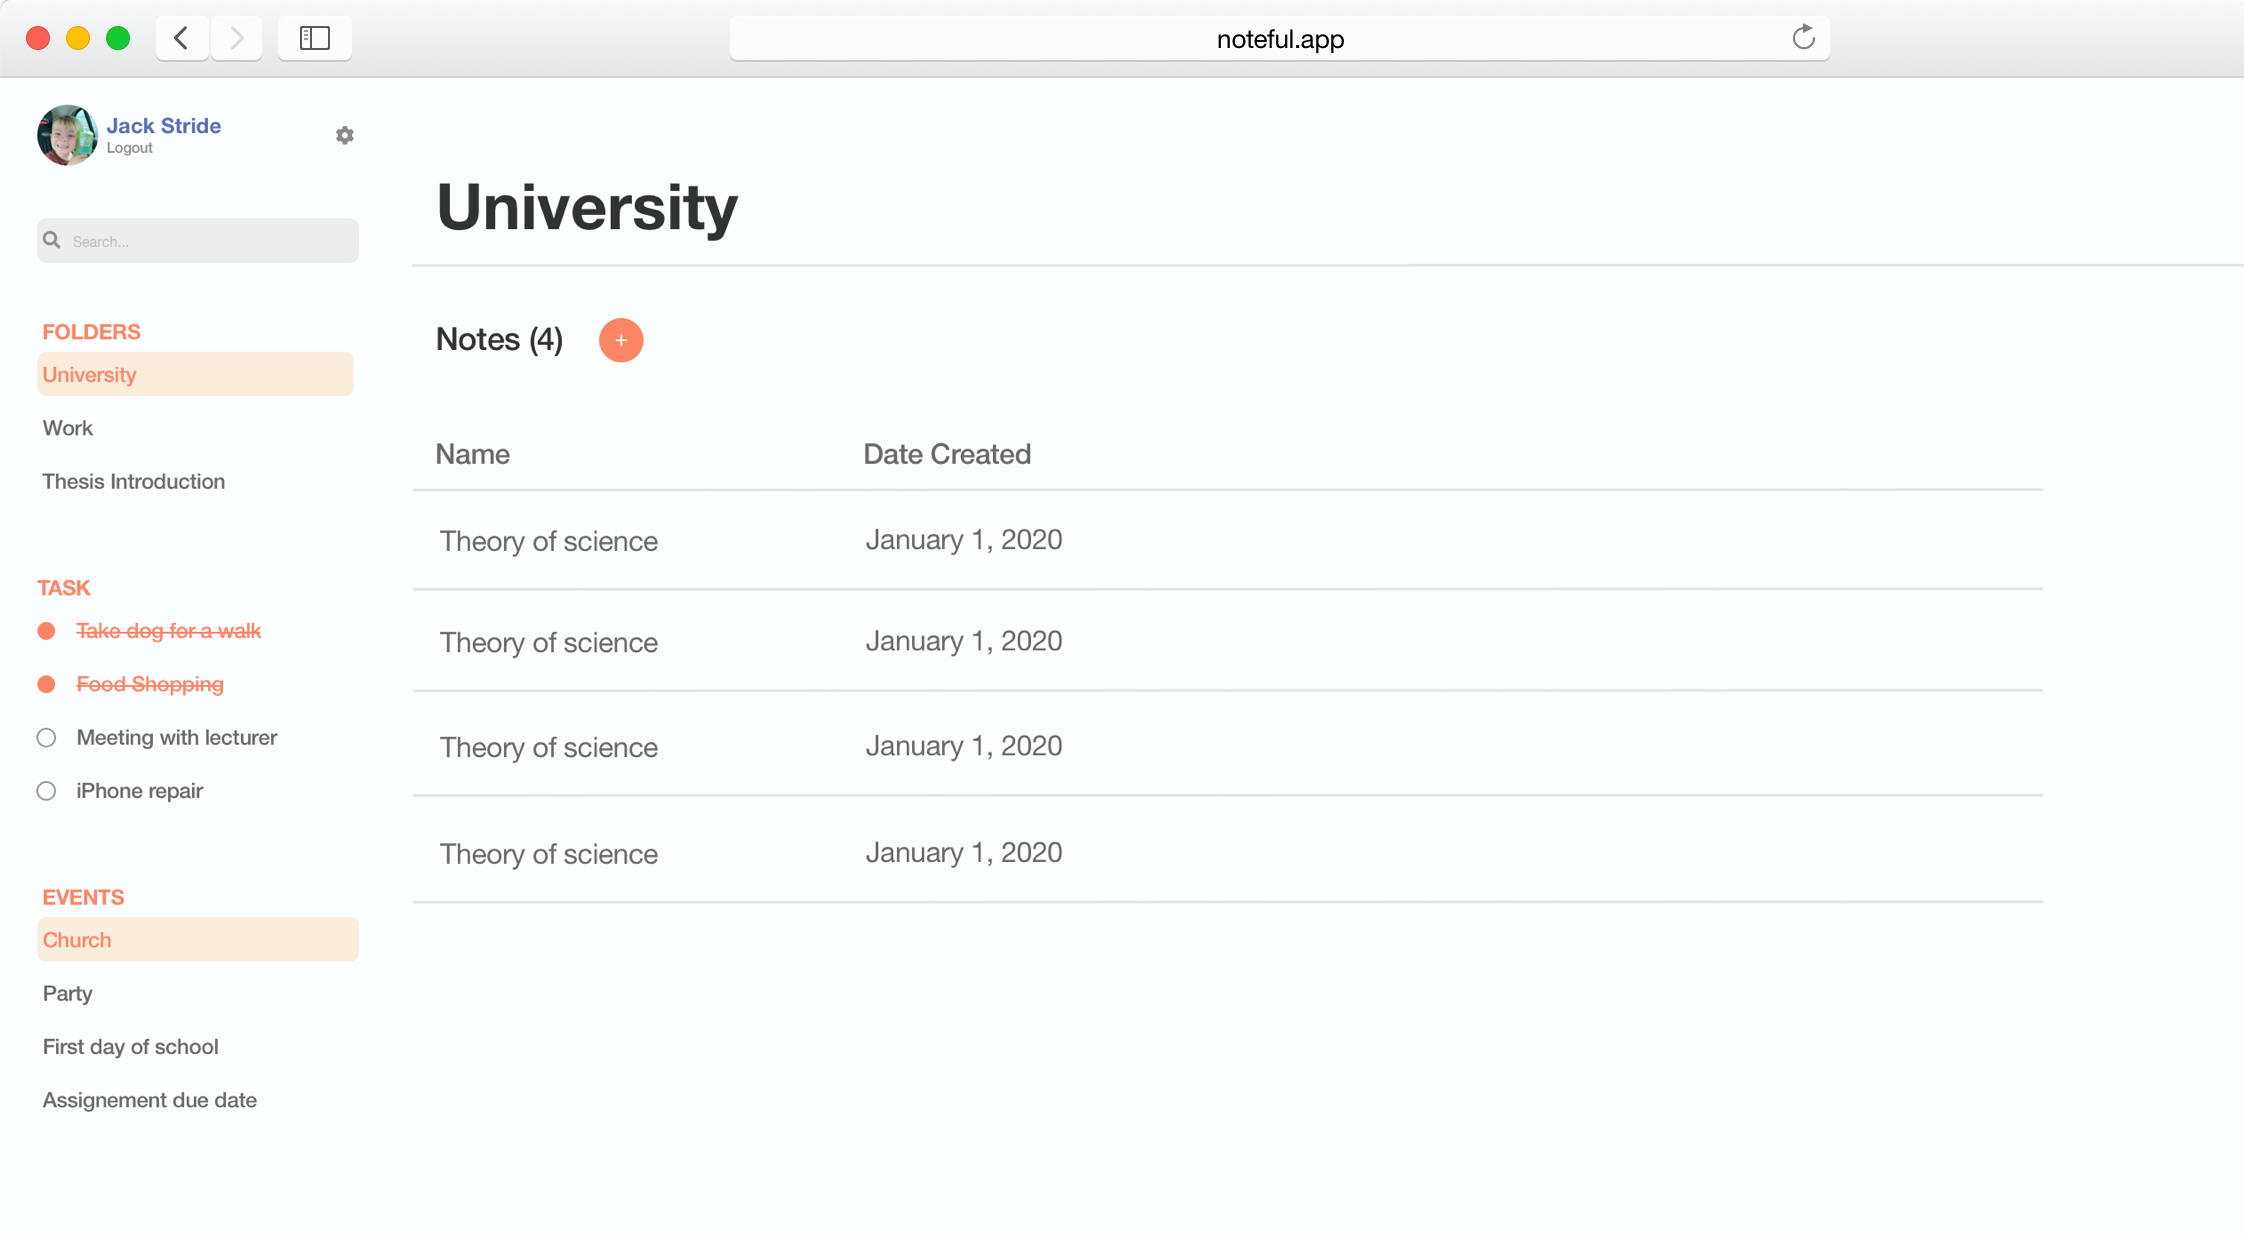 noteful.app
Jack Stride
Logout
Search...
FOLDERS
University
Work
Thesis Introduction
TASK
Take dog for a walk
Food Shopping
Meeting with lecturer
iPhone repair
EVENTS
Church
Party
First day of school
Assignement due date
University
Notes (4)
+
Name Date Created
Theory of science January 1, 2020
Theory of science January 1, 2020
Theory of science January 1, 2020
Theory of science January 1, 2020